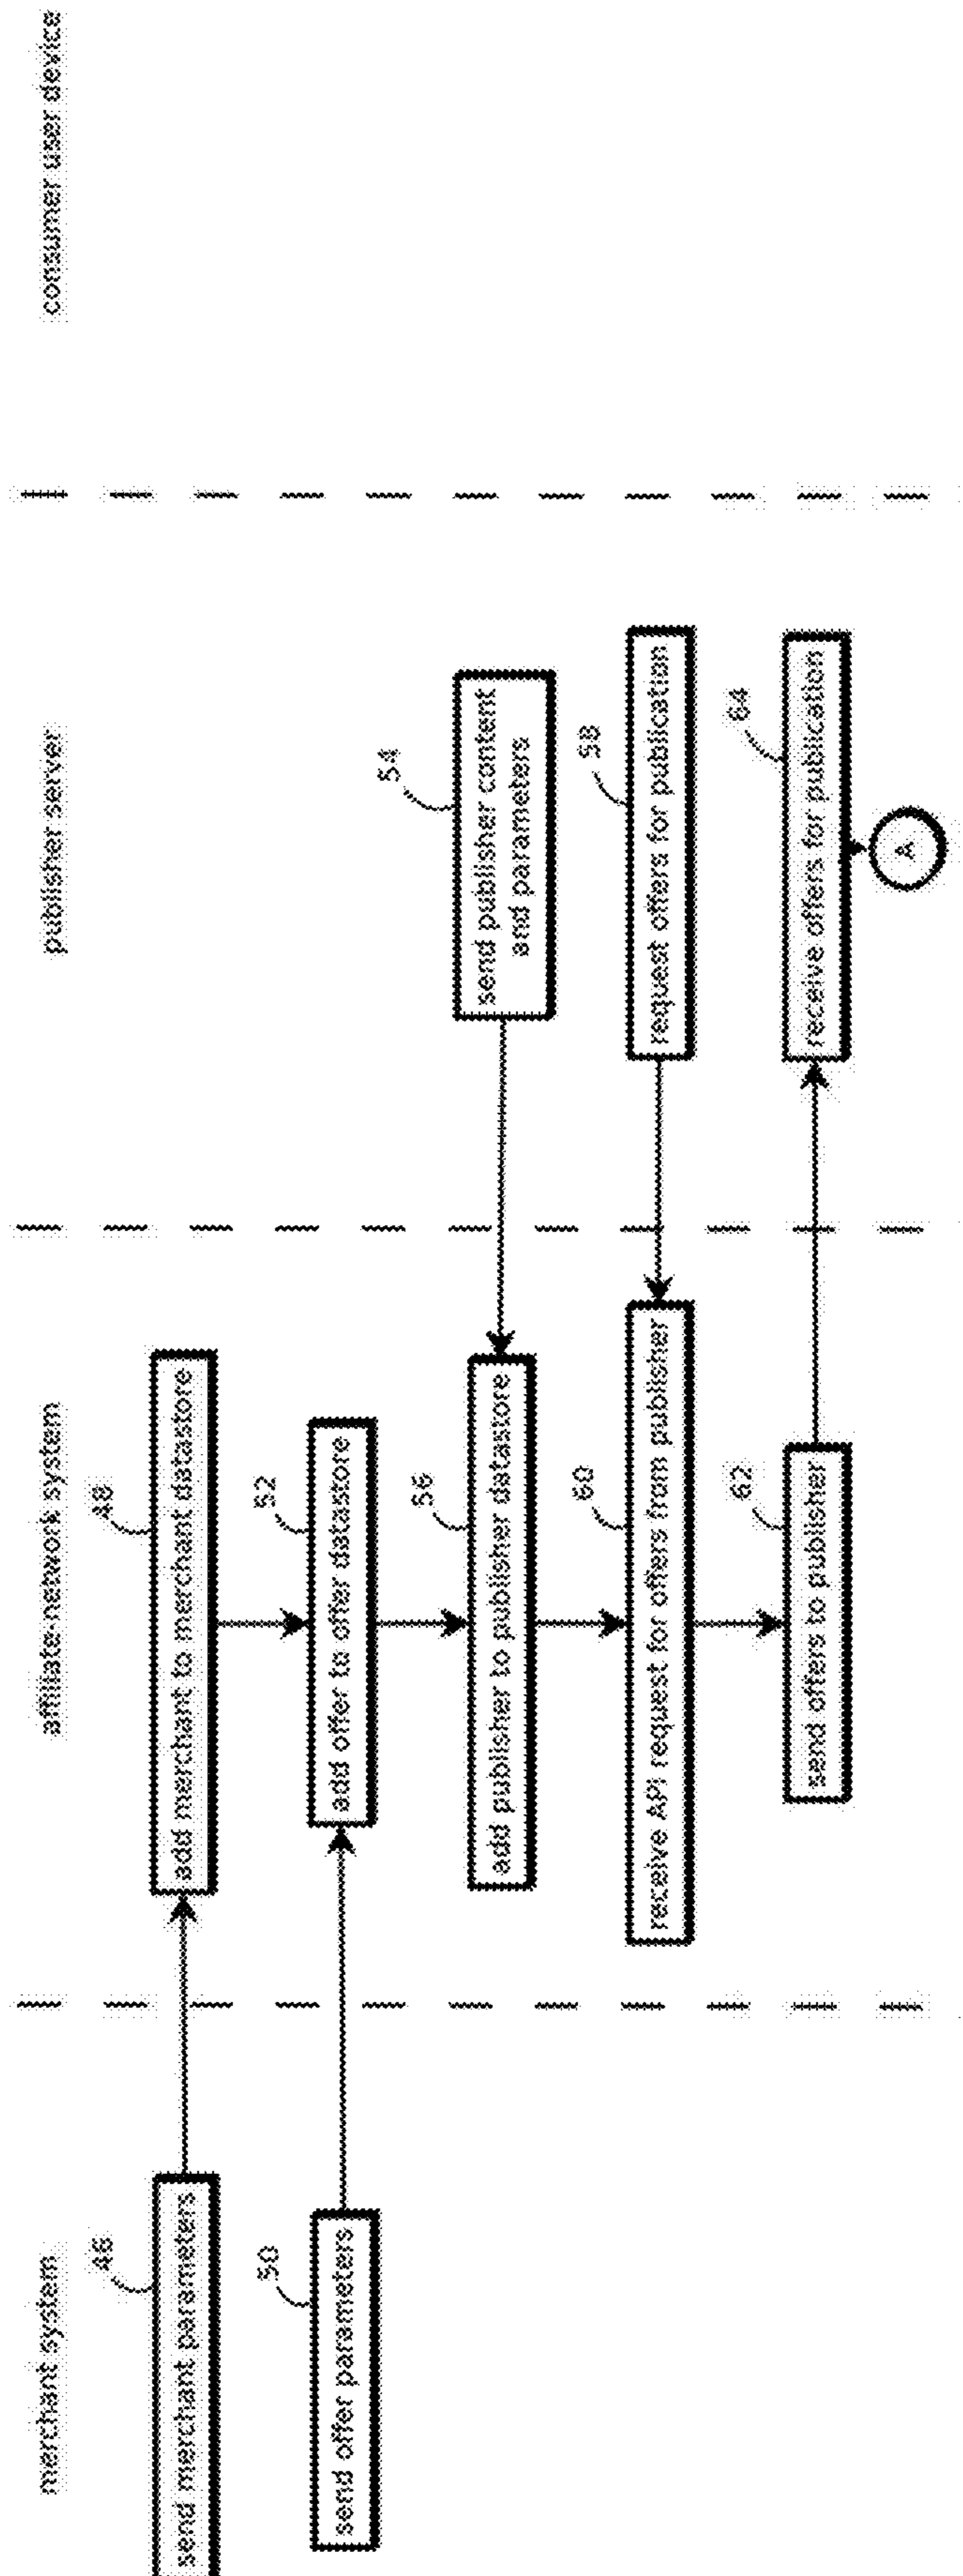 merchant system
affiliate-network system
publisher server
consumer user device
46
send merchant parameters
48
add merchant to merchant datastore
50
send offer parameters
52
add offer to offer datastore
54
send publisher content
and parameters
56
add publisher to publisher datastore
58
request offers for publication
60
receive API request for offers from publisher
62
send offers to publisher
64
receive offers for publication
A